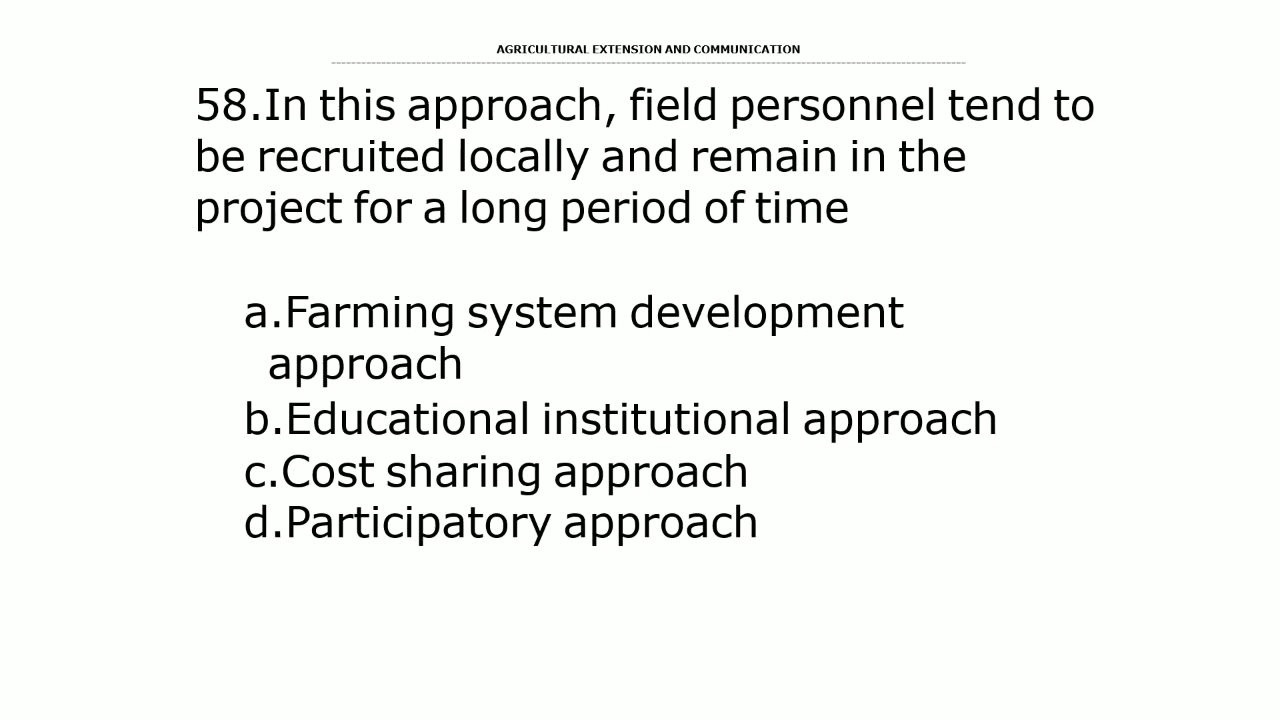 AGRICULTURAL EXTENSION AND COMMUNICATION
58.In this approach, field personnel tend to
be recruited locally and remain in the
project for a long period of time
a.Farming system development
approach
b.Educational institutional approach
c.Cost sharing approach
d.Participatory approach